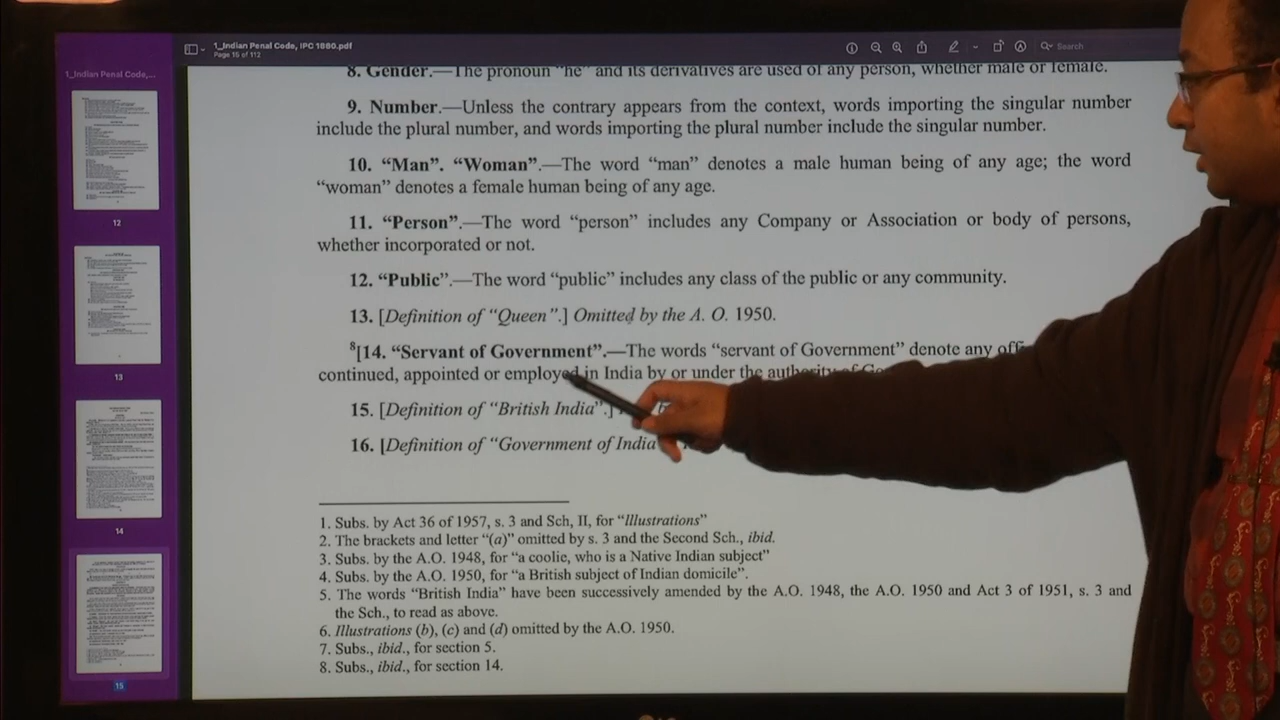 1_Indian Penal Code, IPC 1860.pdf
Page 15 of 112
Search
1_Indian Penal Code,...
12
13
14
15
8. Gender.—The pronoun "he" and its derivatives are used of any person, whether male or female.
9. Number.—Unless the contrary appears from the context, words importing the singular number
include the plural number, and words importing the plural number include the singular number.
10. “Man”. “Woman”.—The word “man” denotes a male human being of any age; the word
“woman” denotes a female human being of any age.
11. “Person”.—The word “person” includes any Company or Association or body of persons,
whether incorporated or not.
12. “Public”.—The word “public” includes any class of the public or any community.
13. [Definition of “Queen”.] Omitted by the A. O. 1950.
8[14. “Servant of Government”.—The words “servant of Government” denote any
continued, appointed or employed in India by or under the authority of
15. [Definition of “British India”.]
16. [Definition of “Government of India
1. Subs. by Act 36 of 1957, s. 3 and Sch, II, for “Illustrations”
2. The brackets and letter “(a)” omitted by s. 3 and the Second Sch., ibid.
3. Subs. by the A.O. 1948, for “a coolie, who is a Native Indian subject”
4. Subs. by the A.O. 1950, for “a British subject of Indian domicile”.
5. The words “British India” have been successively amended by the A.O. 1948, the A.O. 1950 and Act 3 of 1951, s. 3 and
the Sch., to read as above.
6. Illustrations (b), (c) and (d) omitted by the A.O. 1950.
7. Subs., ibid., for section 5.
8. Subs., ibid., for section 14.